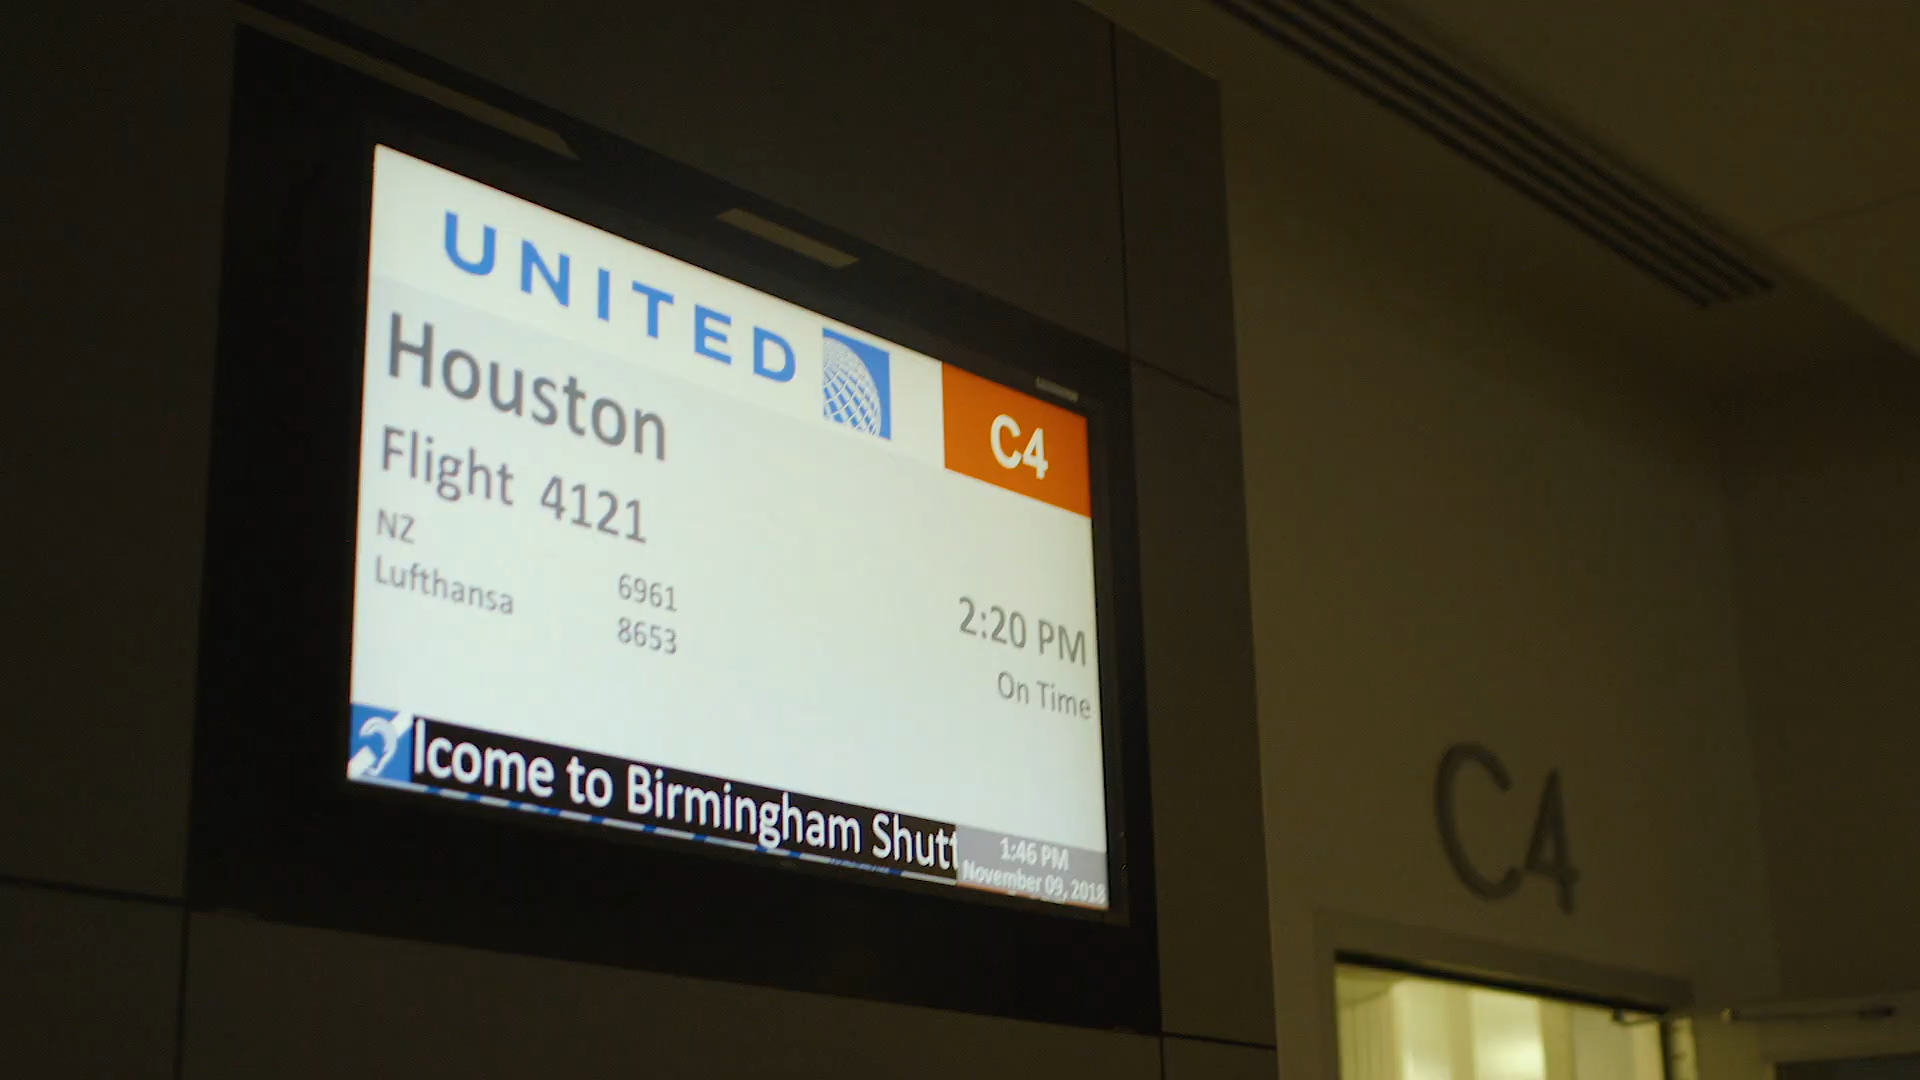 UNITED
C4
Houston
Flight 4121
NZ 6961
Lufthansa 8653
2:20 PM
On Time
lcome to Birmingham Shutt
1:46 PM
November 09, 2018
C4